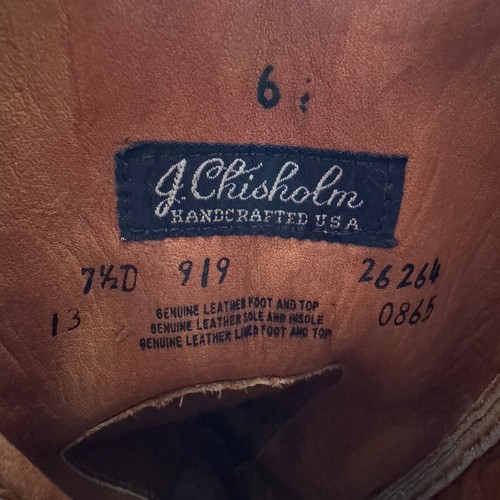 6
J. Chisholm
HANDCRAFTED U.S.A.
7½D 919 26264
13 0865
GENUINE LEATHER FOOT AND TOP
GENUINE LEATHER SOLE AND INSOLE
GENUINE LEATHER LINED FOOT AND TOP